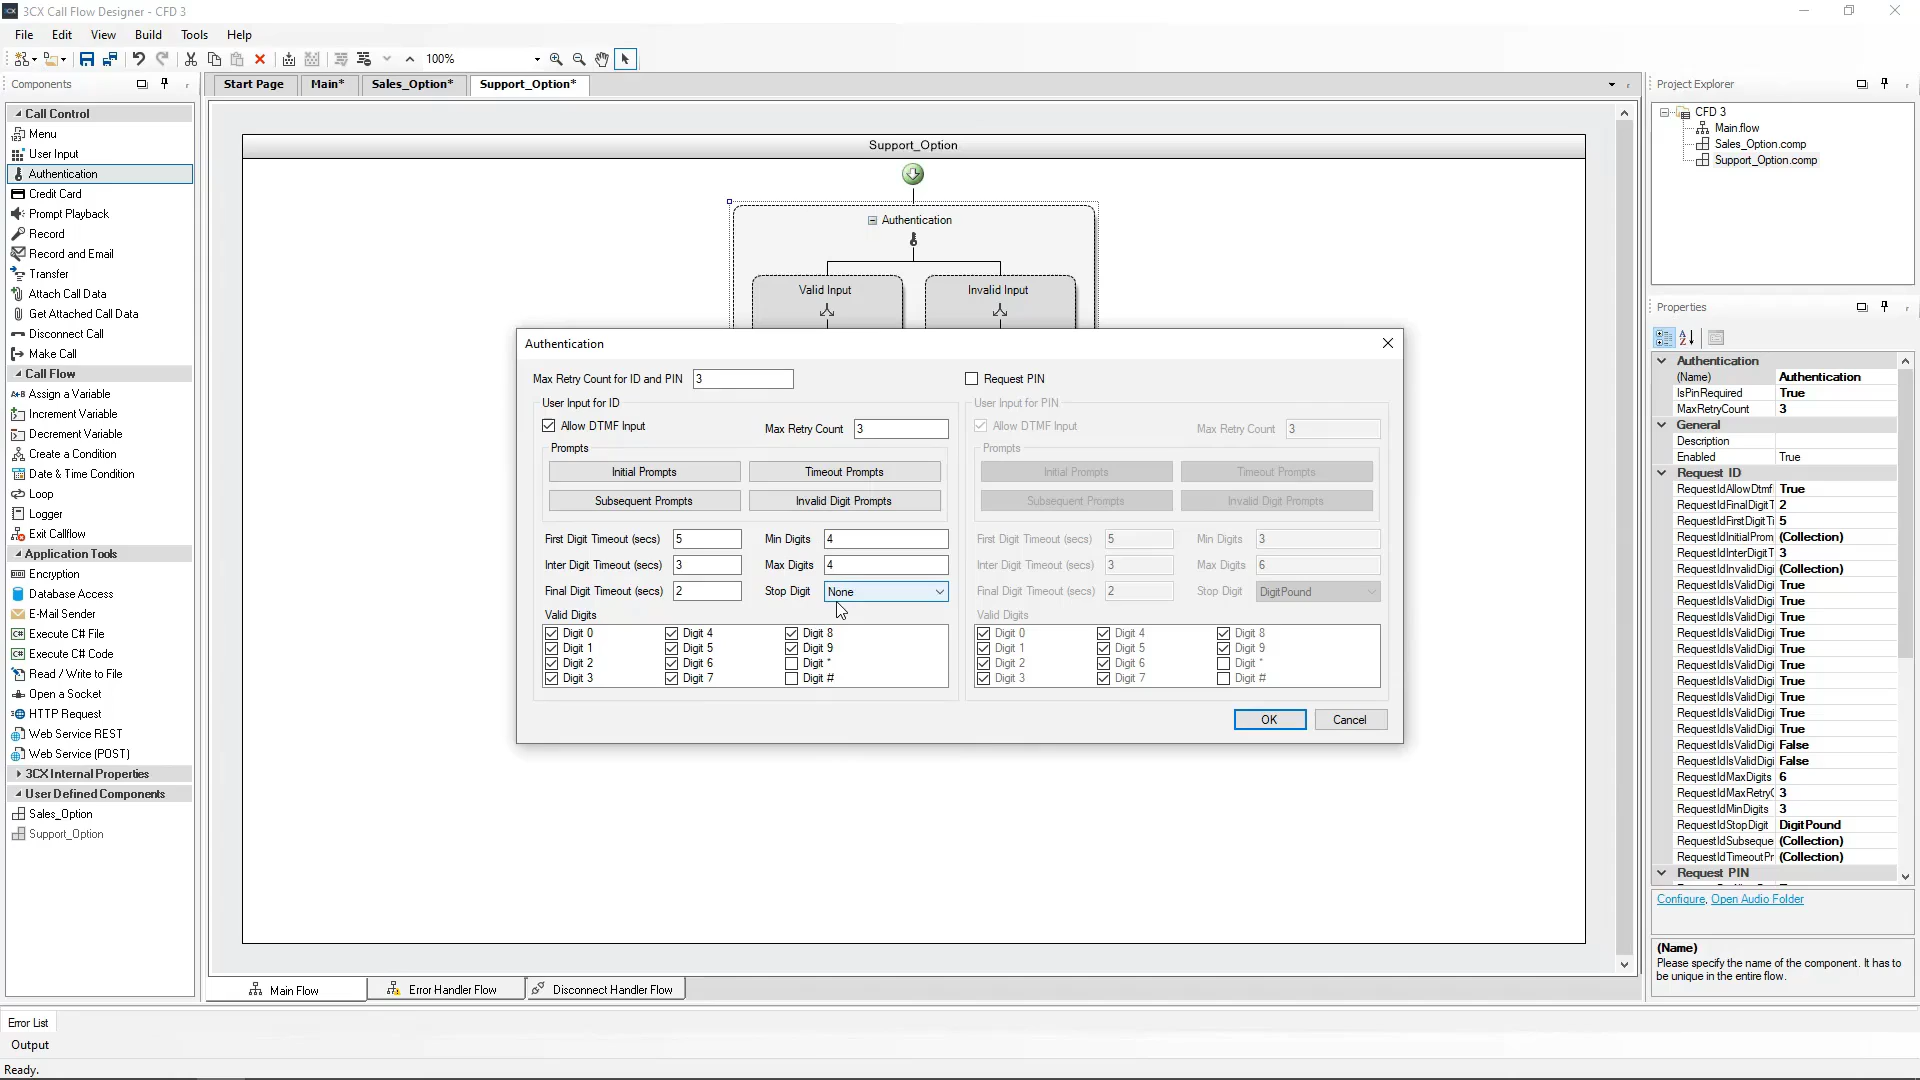 3CX Call Flow Designer - CFD 3
File Edit View Build Tools Help
100%
Components
Call Control
Menu
User Input
Authentication
Credit Card
Prompt Playback
Record
Record and Email
Transfer
Attach Call Data
Get Attached Call Data
Disconnect Call
Make Call
Call Flow
Assign a Variable
Increment Variable
Decrement Variable
Create a Condition
Date & Time Condition
Loop
Logger
Exit Callflow
Application Tools
Encryption
Database Access
E-Mail Sender
Execute C# File
Execute C# Code
Read / Write to File
Open a Socket
HTTP Request
Web Service REST
Web Service (POST)
3CX Internal Properties
User Defined Components
Sales_Option
Support_Option
Start Page Main* Sales_Option* Support_Option*
Support_Option
Authentication
Valid Input Invalid Input
Authentication
Max Retry Count for ID and PIN 3 Request PIN
User Input for ID
Allow DTMF Input Max Retry Count 3
Prompts
Initial Prompts Timeout Prompts
Subsequent Prompts Invalid Digit Prompts
First Digit Timeout (secs) 5 Min Digits 4
Inter Digit Timeout (secs) 3 Max Digits 4
Final Digit Timeout (secs) 2 Stop Digit None
Valid Digits
Digit 0 Digit 4 Digit 8
Digit 1 Digit 5 Digit 9
Digit 2 Digit 6 Digit *
Digit 3 Digit 7 Digit #
User Input for PIN
Allow DTMF Input Max Retry Count 3
Prompts
Initial Prompts Timeout Prompts
Subsequent Prompts Invalid Digit Prompts
First Digit Timeout (secs) 5 Min Digits 3
Inter Digit Timeout (secs) 3 Max Digits 6
Final Digit Timeout (secs) 2 Stop Digit DigitPound
Valid Digits
Digit 0 Digit 4 Digit 8
Digit 1 Digit 5 Digit 9
Digit 2 Digit 6 Digit *
Digit 3 Digit 7 Digit #
OK Cancel
Main Flow Error Handler Flow Disconnect Handler Flow
Project Explorer
CFD 3
Main.flow
Sales_Option.comp
Support_Option.comp
Properties
Authentication
(Name) Authentication
IsPinRequired True
MaxRetryCount 3
General
Description
Enabled True
Request ID
RequestIdAllowDtmf True
RequestIdFinalDigitT 2
RequestIdFirstDigitTi 5
RequestIdInitialProm (Collection)
RequestIdInterDigitT 3
RequestIdInvalidDigi (Collection)
RequestIdIsValidDigi True
RequestIdIsValidDigi True
RequestIdIsValidDigi True
RequestIdIsValidDigi True
RequestIdIsValidDigi True
RequestIdIsValidDigi True
RequestIdIsValidDigi True
RequestIdIsValidDigi True
RequestIdIsValidDigi True
RequestIdIsValidDigi True
RequestIdIsValidDigi False
RequestIdIsValidDigi False
RequestIdMaxDigits 6
RequestIdMaxRetryC 3
RequestIdMinDigits 3
RequestIdStopDigit DigitPound
RequestIdSubseque (Collection)
RequestIdTimeoutPr (Collection)
Request PIN
Configure, Open Audio Folder
(Name)
Please specify the name of the component. It has to
be unique in the entire flow.
Error List
Output
Ready.